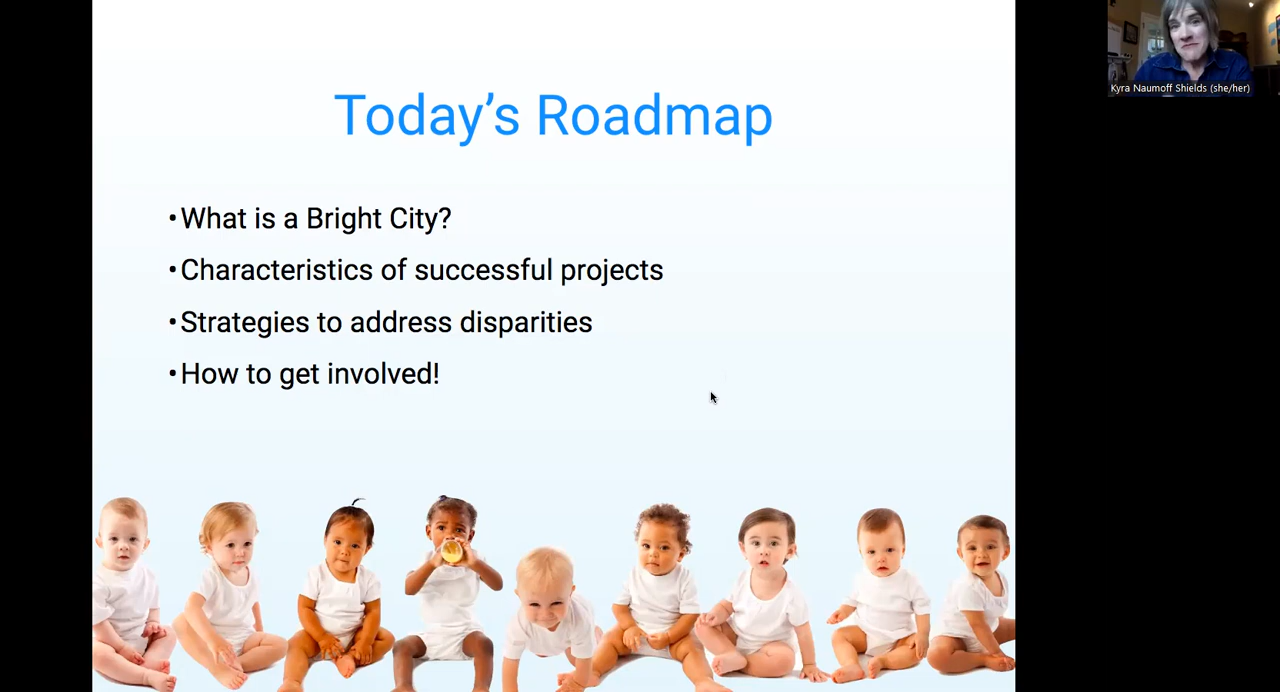 Today’s Roadmap
•What is a Bright City?
•Characteristics of successful projects
•Strategies to address disparities
•How to get involved!
Kyra Naumoff Shields (she/her)